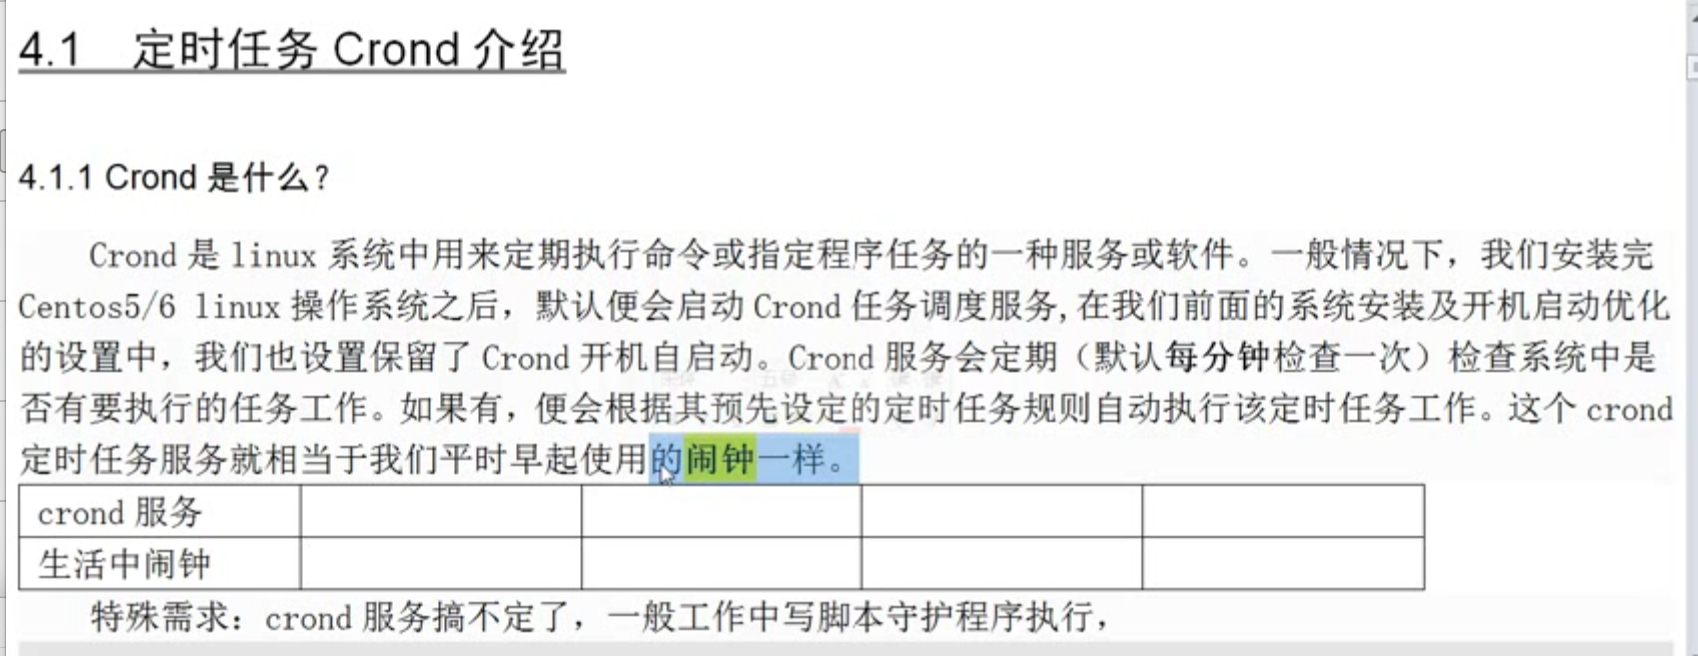 4.1 定时任务 Crond 介绍
4.1.1 Crond 是什么？
Crond 是 linux 系统中用来定期执行命令或指定程序任务的一种服务或软件。一般情况下，我们安装完
Centos5/6 linux 操作系统之后，默认便会启动 Crond 任务调度服务,在我们前面的系统安装及开机启动优化
的设置中，我们也设置保留了 Crond 开机自启动。Crond 服务会定期（默认每分钟检查一次）检查系统中是
否有要执行的任务工作。如果有，便会根据其预先设定的定时任务规则自动执行该定时任务工作。这个 crond
定时任务服务就相当于我们平时早起使用的闹钟一样。
crond 服务
生活中闹钟
特殊需求：crond 服务搞不定了，一般工作中写脚本守护程序执行，